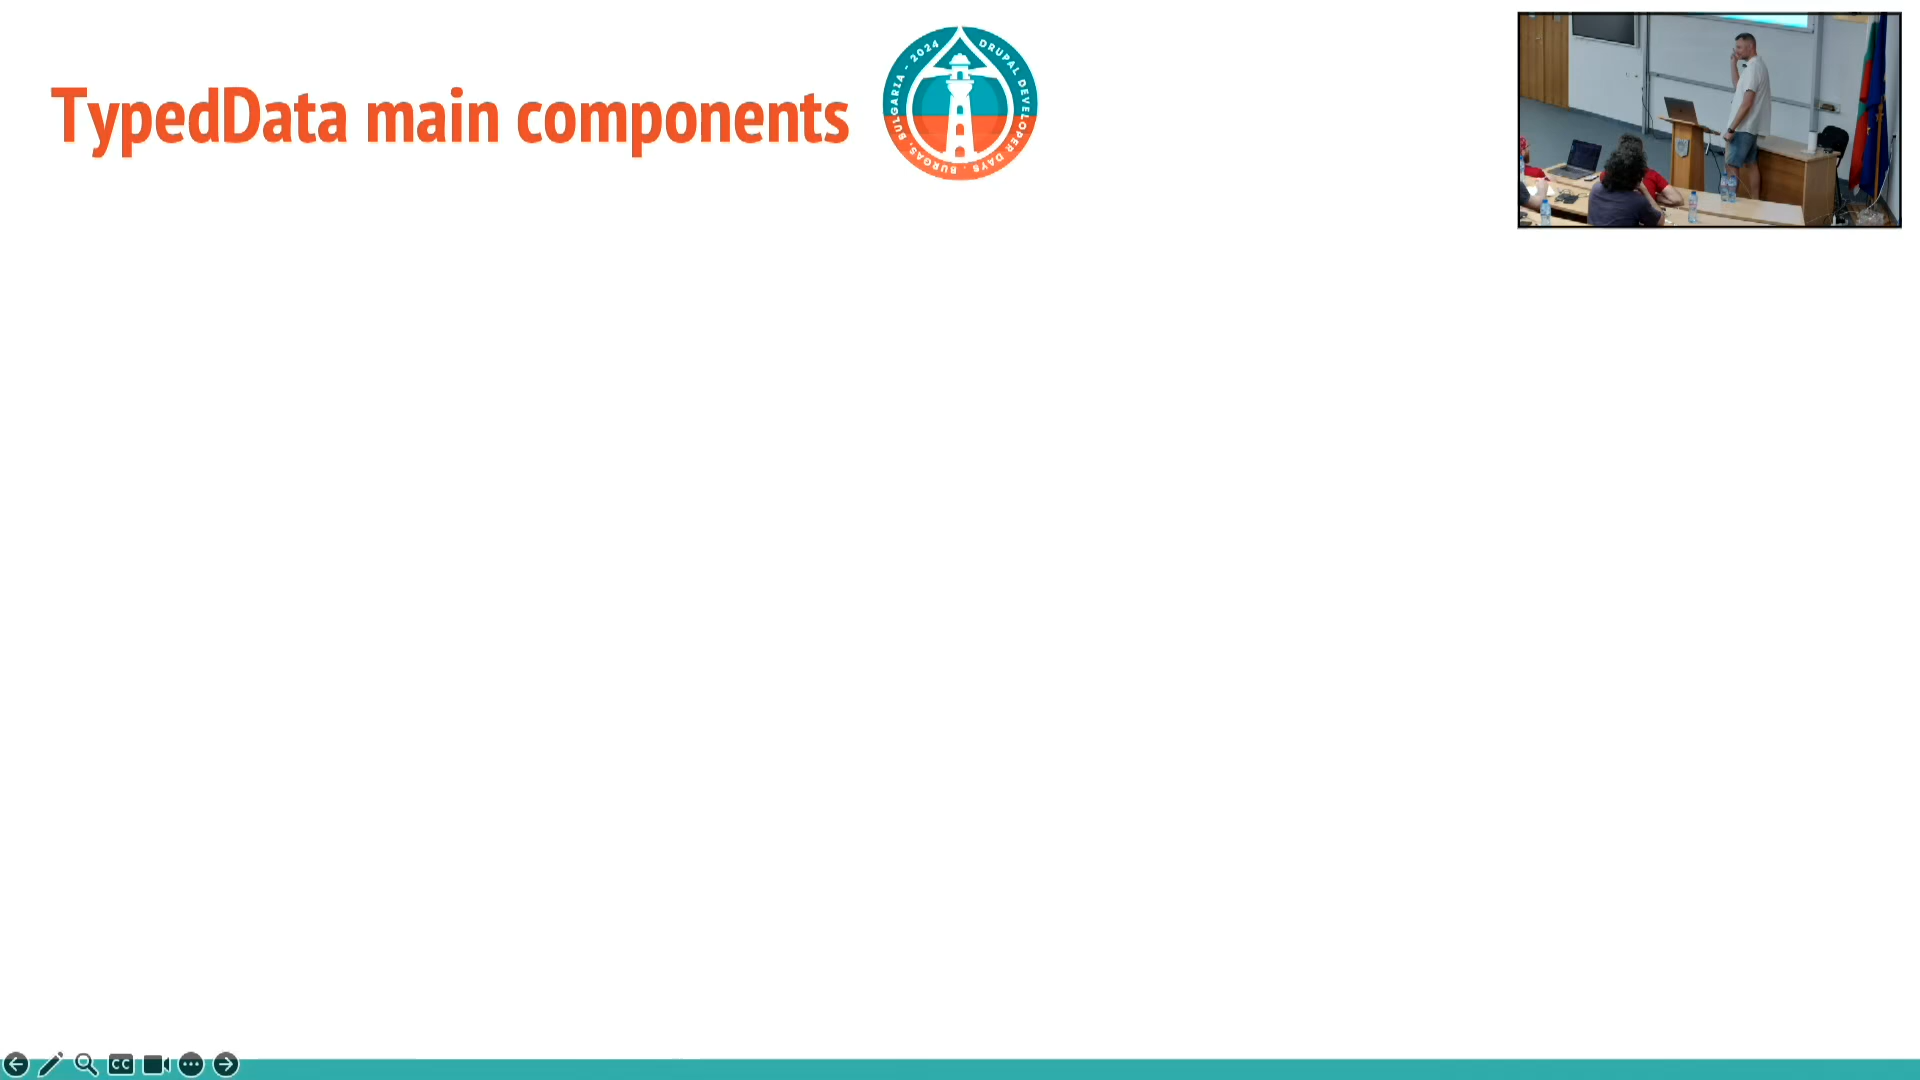 TypedData main components
BULGARIA - 2024
DRUPAL DEVELOPER DAYS . BURGAS,
CC